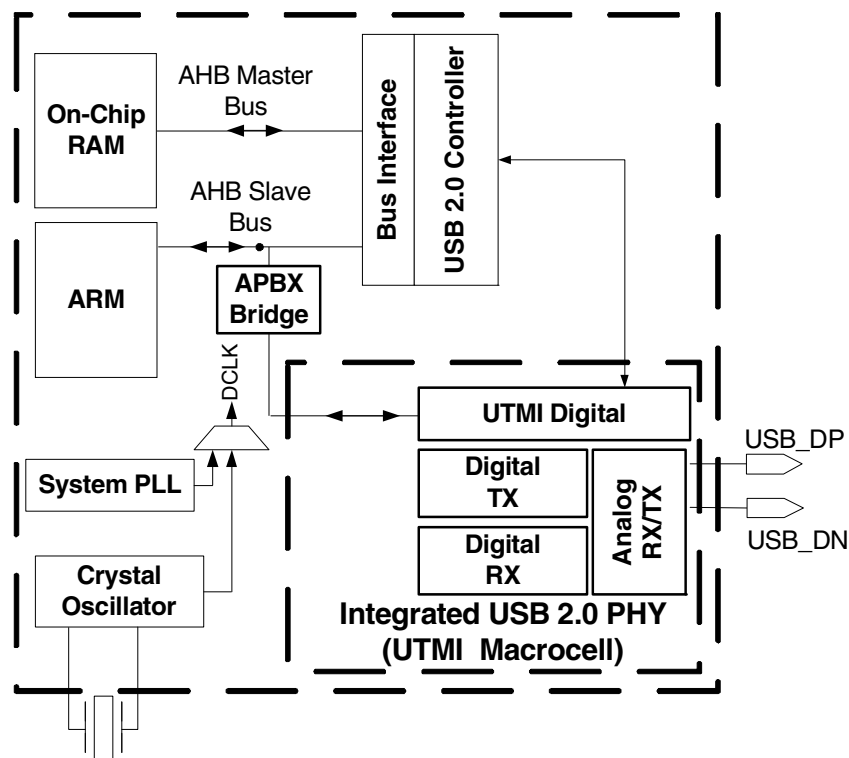 On-Chip
RAM
AHB Master
Bus
Bus Interface
USB 2.0 Controller
AHB Slave
Bus
ARM
APBX
Bridge
DCLK
System PLL
Crystal
Oscillator
UTMI Digital
Digital
TX
Digital
RX
Analog
RX/TX
USB_DP
USB_DN
Integrated USB 2.0 PHY
(UTMI Macrocell)